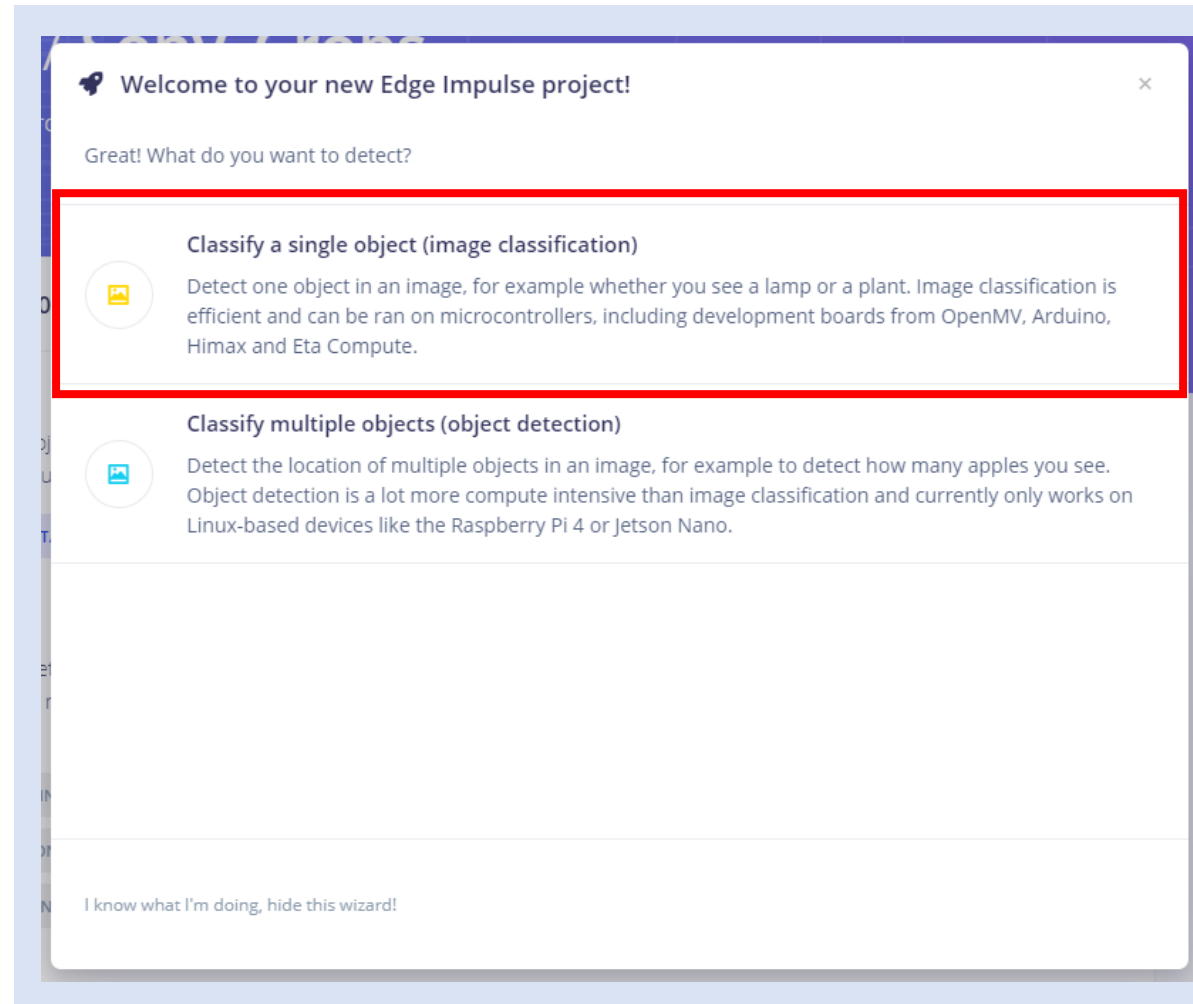 Welcome to your new Edge Impulse project!
×
Great! What do you want to detect?
Classify a single object (image classification)
Detect one object in an image, for example whether you see a lamp or a plant. Image classification is
efficient and can be ran on microcontrollers, including development boards from OpenMV, Arduino,
Himax and Eta Compute.
Classify multiple objects (object detection)
Detect the location of multiple objects in an image, for example to detect how many apples you see.
Object detection is a lot more compute intensive than image classification and currently only works on
Linux-based devices like the Raspberry Pi 4 or Jetson Nano.
I know what I'm doing, hide this wizard!